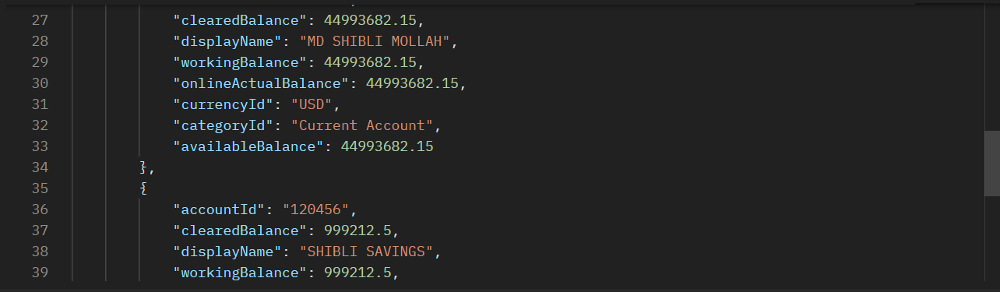 27 "clearedBalance": 44993682.15,
28 "displayName": "MD SHIBLI MOLLAH",
29 "workingBalance": 44993682.15,
30 "onlineActualBalance": 44993682.15,
31 "currencyId": "USD",
32 "categoryId": "Current Account",
33 "availableBalance": 44993682.15
34 },
35 {
36 "accountId": "120456",
37 "clearedBalance": 999212.5,
38 "displayName": "SHIBLI SAVINGS",
39 "workingBalance": 999212.5,